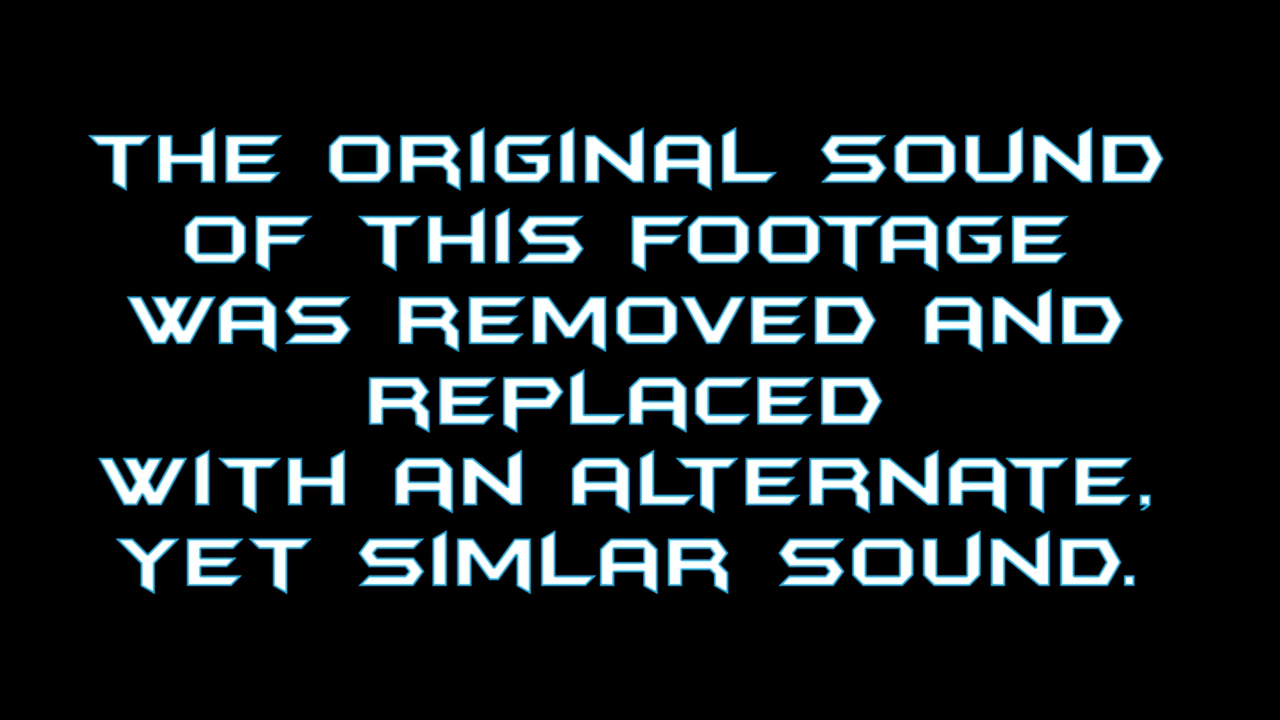 THE ORIGINAL SOUND
OF THIS FOOTAGE
WAS REMOVED AND
REPLACED
WITH AN ALTERNATE,
YET SIMLAR SOUND.